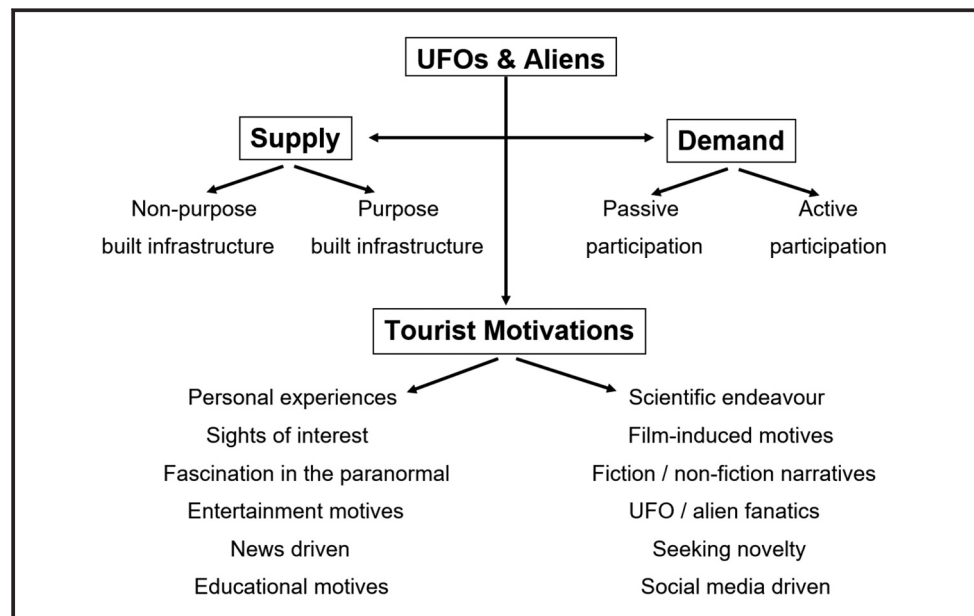 UFOs & Aliens
Supply
Demand
Non-purpose
built infrastructure
Purpose
built infrastructure
Passive
participation
Active
participation
Tourist Motivations
Personal experiences
Sights of interest
Fascination in the paranormal
Entertainment motives
News driven
Educational motives
Scientific endeavour
Film-induced motives
Fiction / non-fiction narratives
UFO / alien fanatics
Seeking novelty
Social media driven